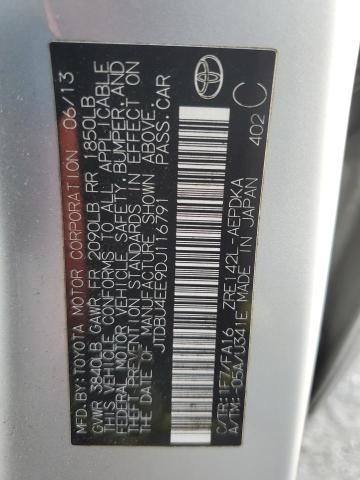 MFD.BY: TOYOTA MOTOR CORPORATION 06/13
GVWR 3840LB GAWR FR 2090LB RR 1850LB
THIS VEHICLE CONFORMS TO ALL APPLICABLE
FEDERAL MOTOR VEHICLE SAFETY, BUMPER, AND
THEFT PREVENTION STANDARDS IN EFFECT ON
THE DATE OF MANUFACTURE SHOWN ABOVE.
JTDBU4EE9DJ116791 PASS.CAR
C/TR: 1F7/FA16 ZRE142L-AEPDKA
A/TM: -05A/U341E MADE IN JAPAN
402 C
TOYOTA